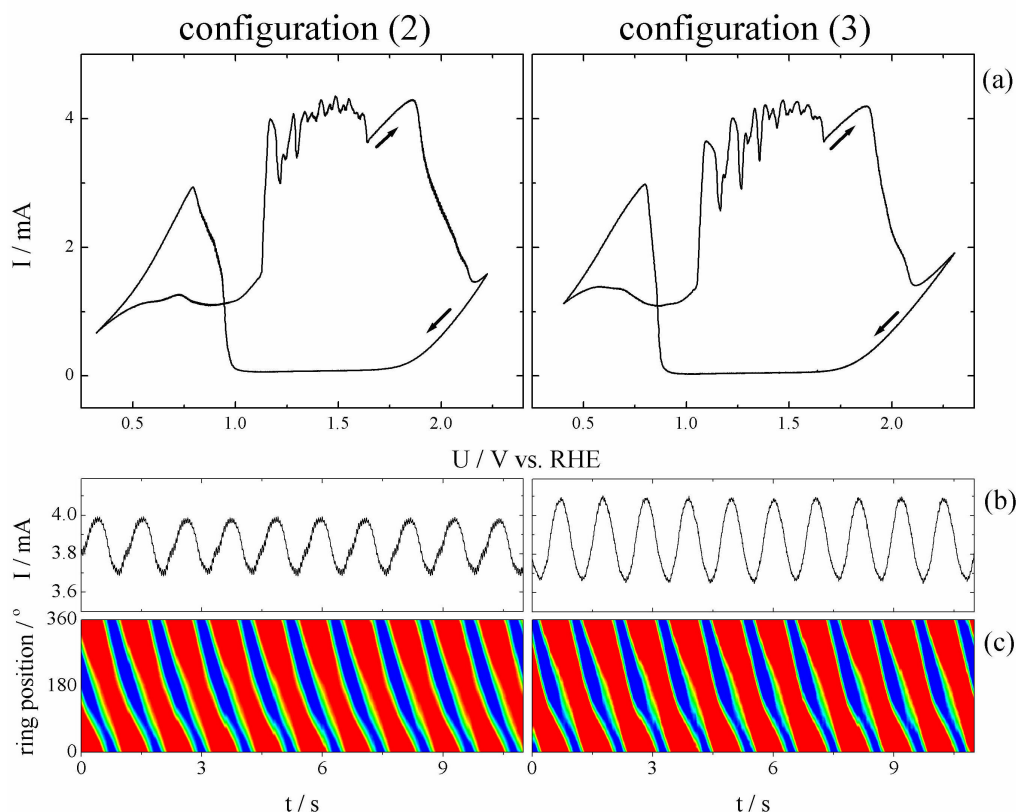 configuration (2) configuration (3)
(a)
I / mA
4
2
0
0.5 1.0 1.5 2.0 0.5 1.0 1.5 2.0
U / V vs. RHE
(b)
I / mA
4.0
3.8
3.6
(c)
ring position / °
360
180
0
0 3 6 9 0 3 6 9
t / s t / s